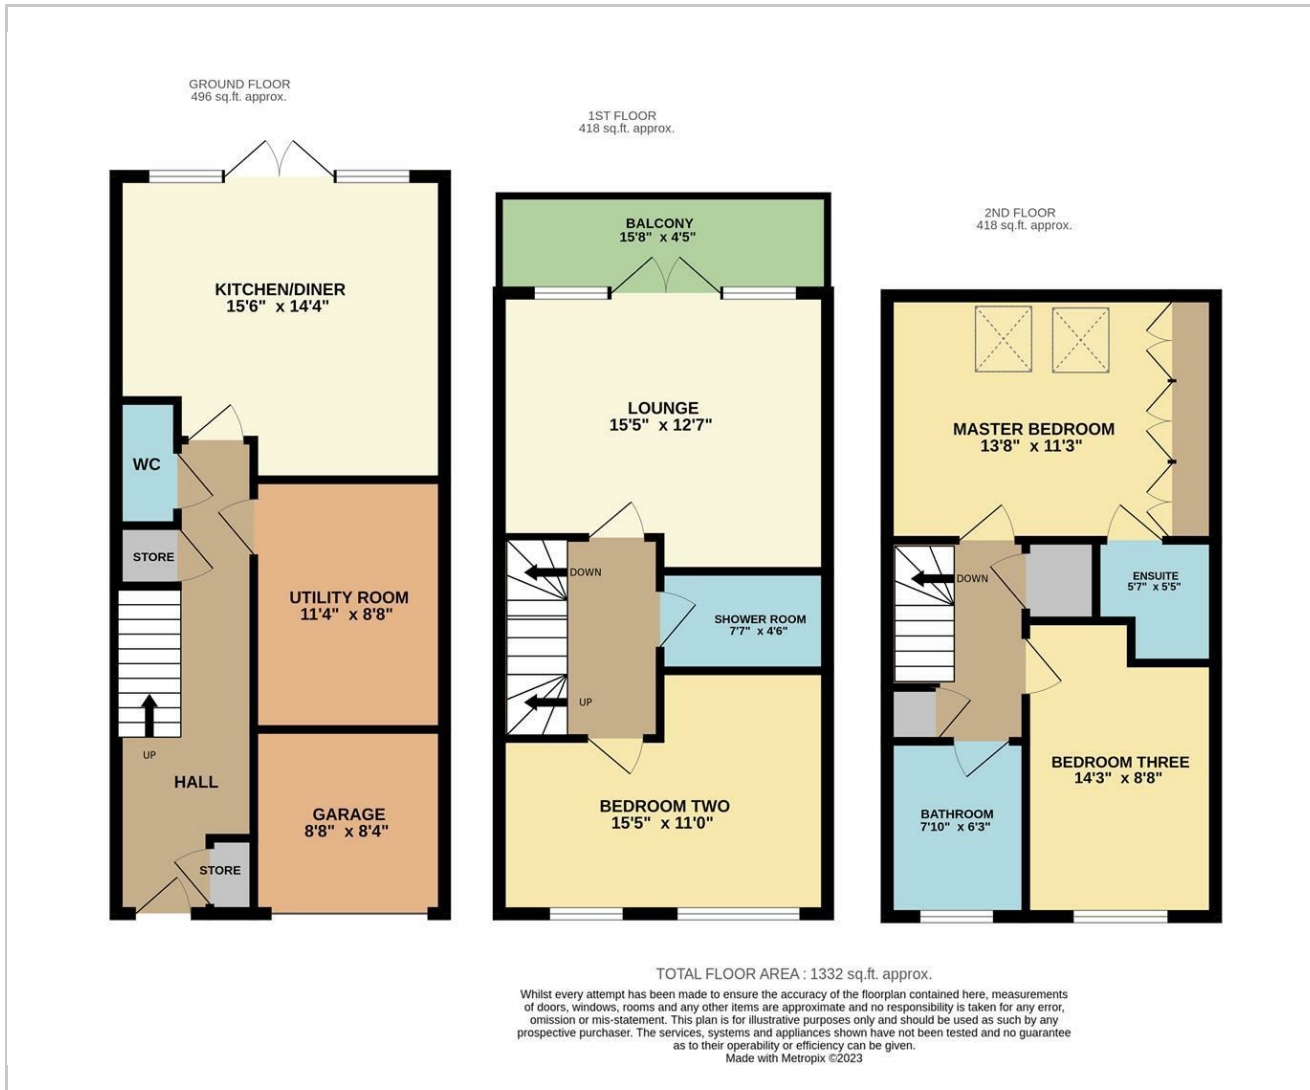 GROUND FLOOR
496 sq.ft. approx.
KITCHEN/DINER
15'6" x 14'4"
WC
STORE
UTILITY ROOM
11'4" x 8'8"
UP
HALL
GARAGE
8'8" x 8'4"
STORE
1ST FLOOR
418 sq.ft. approx.
BALCONY
15'8" x 4'5"
LOUNGE
15'5" x 12'7"
DOWN
SHOWER ROOM
7'7" x 4'6"
UP
BEDROOM TWO
15'5" x 11'0"
2ND FLOOR
418 sq.ft. approx.
MASTER BEDROOM
13'8" x 11'3"
DOWN
ENSUITE
5'7" x 5'5"
BEDROOM THREE
14'3" x 8'8"
BATHROOM
7'10" x 6'3"
TOTAL FLOOR AREA : 1332 sq.ft. approx.
Whilst every attempt has been made to ensure the accuracy of the floorplan contained here, measurements
of doors, windows, rooms and any other items are approximate and no responsibility is taken for any error,
omission or mis-statement. This plan is for illustrative purposes only and should be used as such by any
prospective purchaser. The services, systems and appliances shown have not been tested and no guarantee
as to their operability or efficiency can be given.
Made with Metropix ©2023